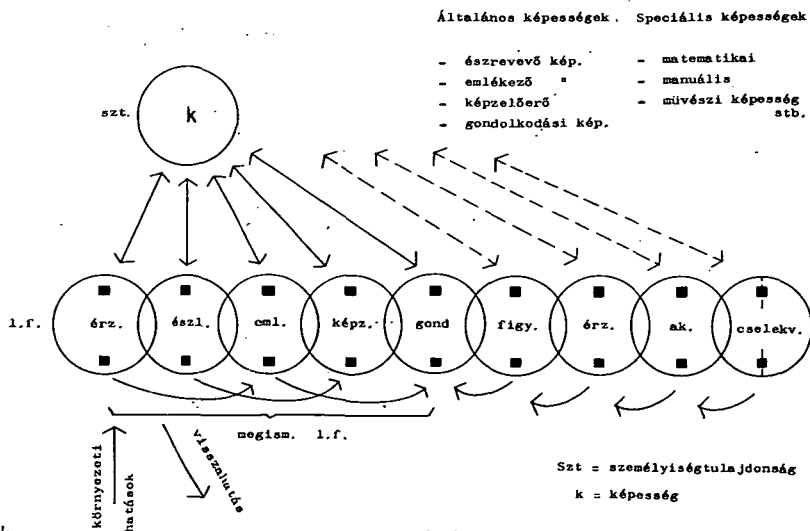 Általános képességek. Speciális képességek
- észrevevő kép. - matematikai
- emlékező " - manuális
- képzelőerő - müvészi képesség
- gondolkodási kép. stb.
szt. k
l.f. érz. észl. eml. képz. gond figy. érz. ak. cselekv.
megism. l.f.
környezeti
hatások
visszahatás
Szt = személyiségtulajdonság
k = képesség